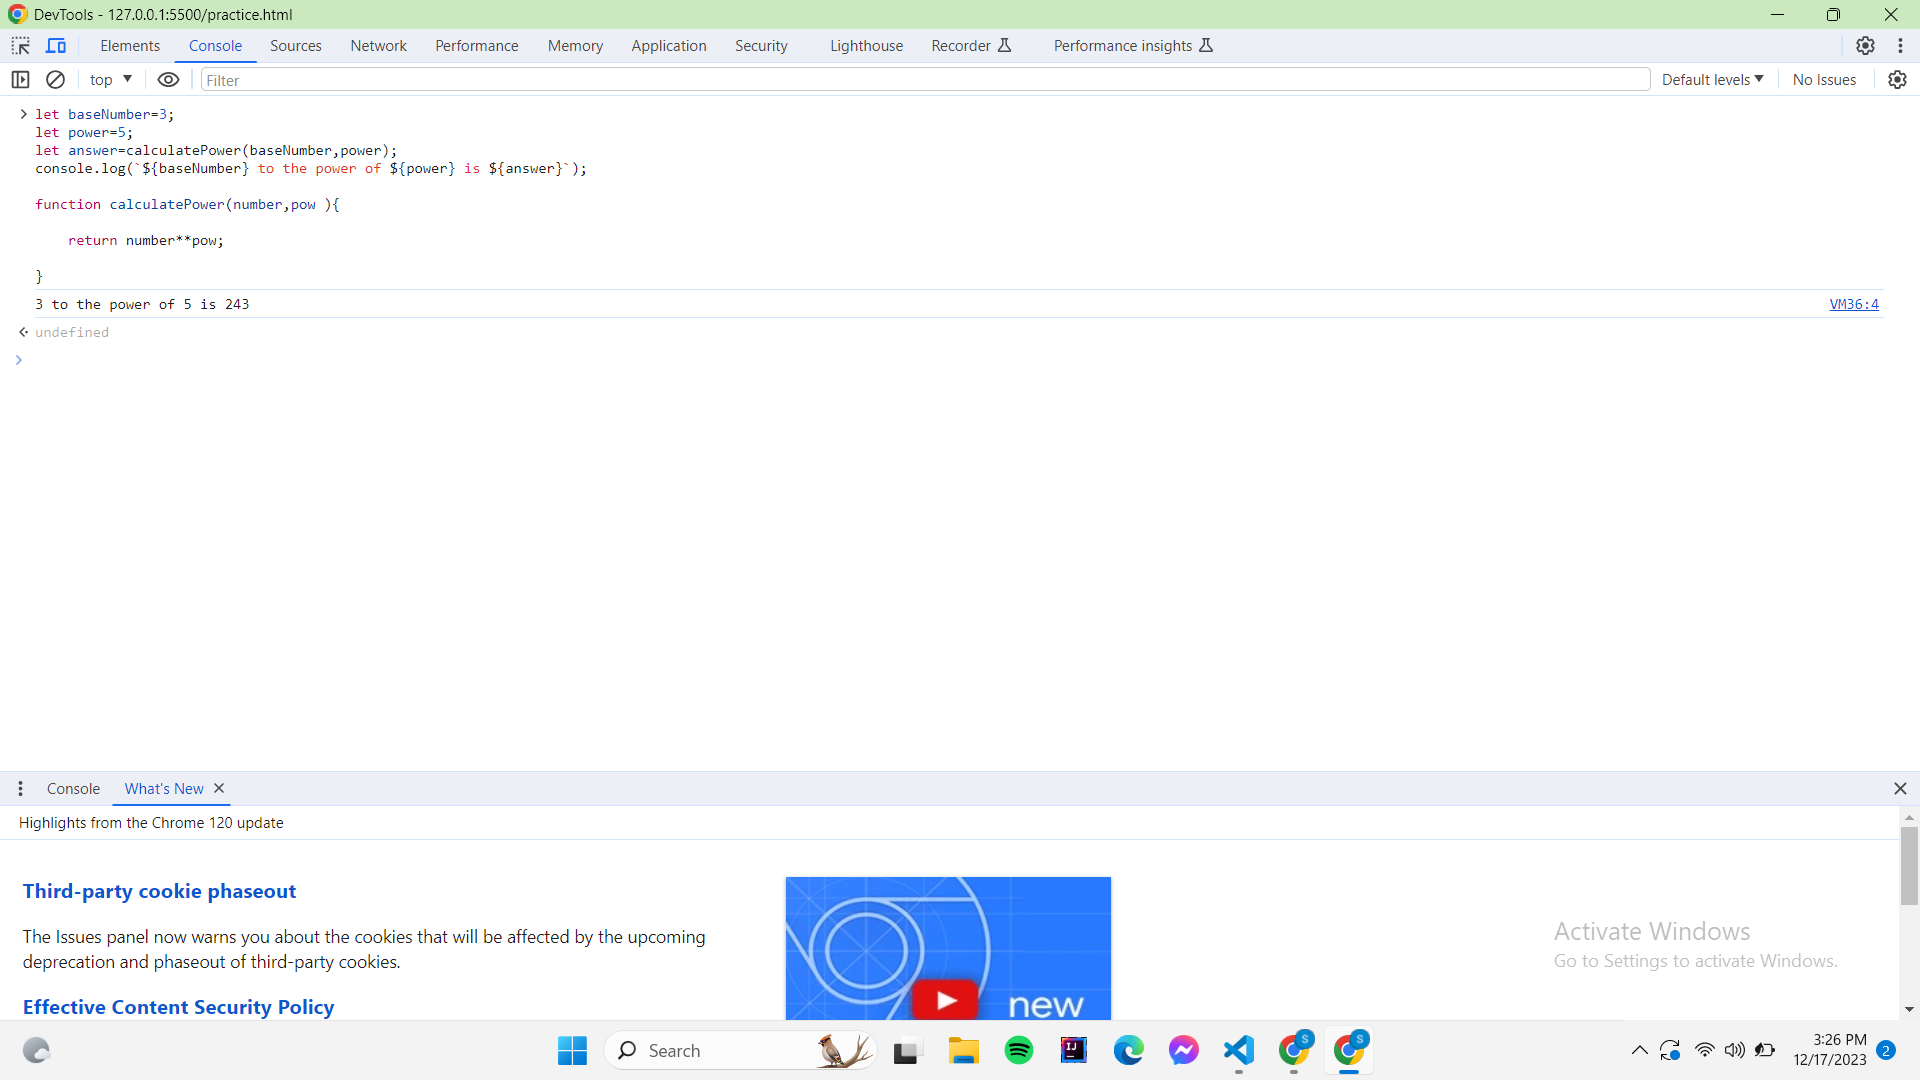 DevTools - 127.0.0.1:5500/practice.html
Elements Console Sources Network Performance Memory Application Security Lighthouse Recorder Performance insights
top Filter Default levels No Issues
let baseNumber=3;
let power=5;
let answer=calculatePower(baseNumber,power);
console.log(`${baseNumber} to the power of ${power} is ${answer}`);
function calculatePower(number,pow ){
return number**pow;
}
3 to the power of 5 is 243 VM36:4
undefined
Console What's New
Highlights from the Chrome 120 update
Third-party cookie phaseout
The Issues panel now warns you about the cookies that will be affected by the upcoming
deprecation and phaseout of third-party cookies.
Effective Content Security Policy
new
Activate Windows
Go to Settings to activate Windows.
Search
IJ
S
S
3:26 PM
12/17/2023
2